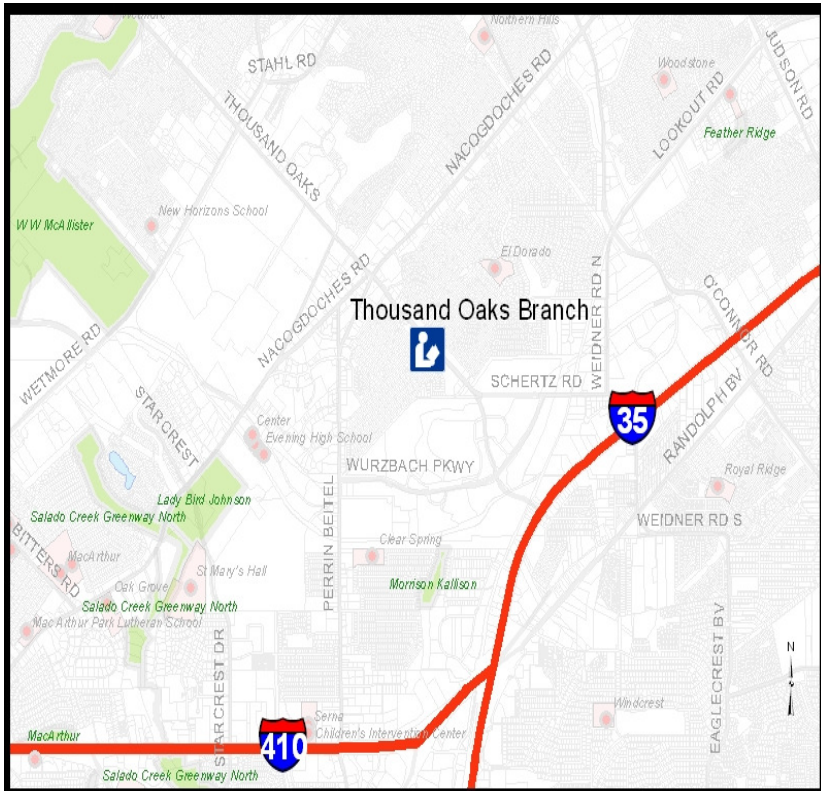 Wetmore
Northern Hills
STAHL RD
THOUSAND OAKS
NACOGDOCHES RD
Woodstone
LOOKOUT RD
JUDSON RD
Feather Ridge
New Horizons School
W W McAllister
El Dorado
NACOGDOCHES RD
WEIDNER RD N
O'CONNOR RD
Thousand Oaks Branch
WETMORE RD
STARCREST
SCHERTZ RD
35
RANDOLPH BV
Center
Evening High School
WURZBACH PKWY
Royal Ridge
Lady Bird Johnson
Salado Creek Greenway North
WEIDNER RD S
BITTERS RD
MacArthur
Clear Spring
St Mary's Hall
Oak Grove
Morrison Kallison
PERRIN BEITEL
Salado Creek Greenway North
MacArthur Park Lutheran School
STARCREST DR
EAGLECREST BV
N
Windcrest
Serna
Children's Intervention Center
410
MacArthur
Salado Creek Greenway North